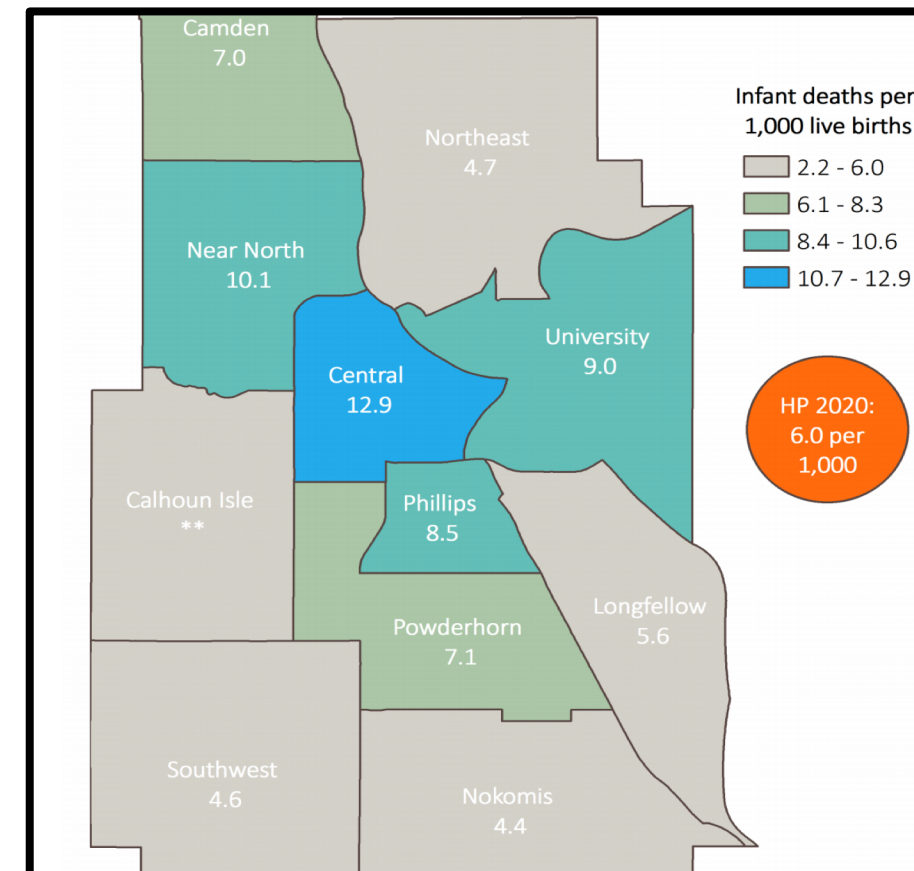 Camden
7.0
Northeast
4.7
Near North
10.1
University
9.0
Central
12.9
Calhoun Isle
**
Phillips
8.5
Longfellow
5.6
Powderhorn
7.1
Southwest
4.6
Nokomis
4.4
Infant deaths per
1,000 live births
2.2 - 6.0
6.1 - 8.3
8.4 - 10.6
10.7 - 12.9
HP 2020:
6.0 per
1,000